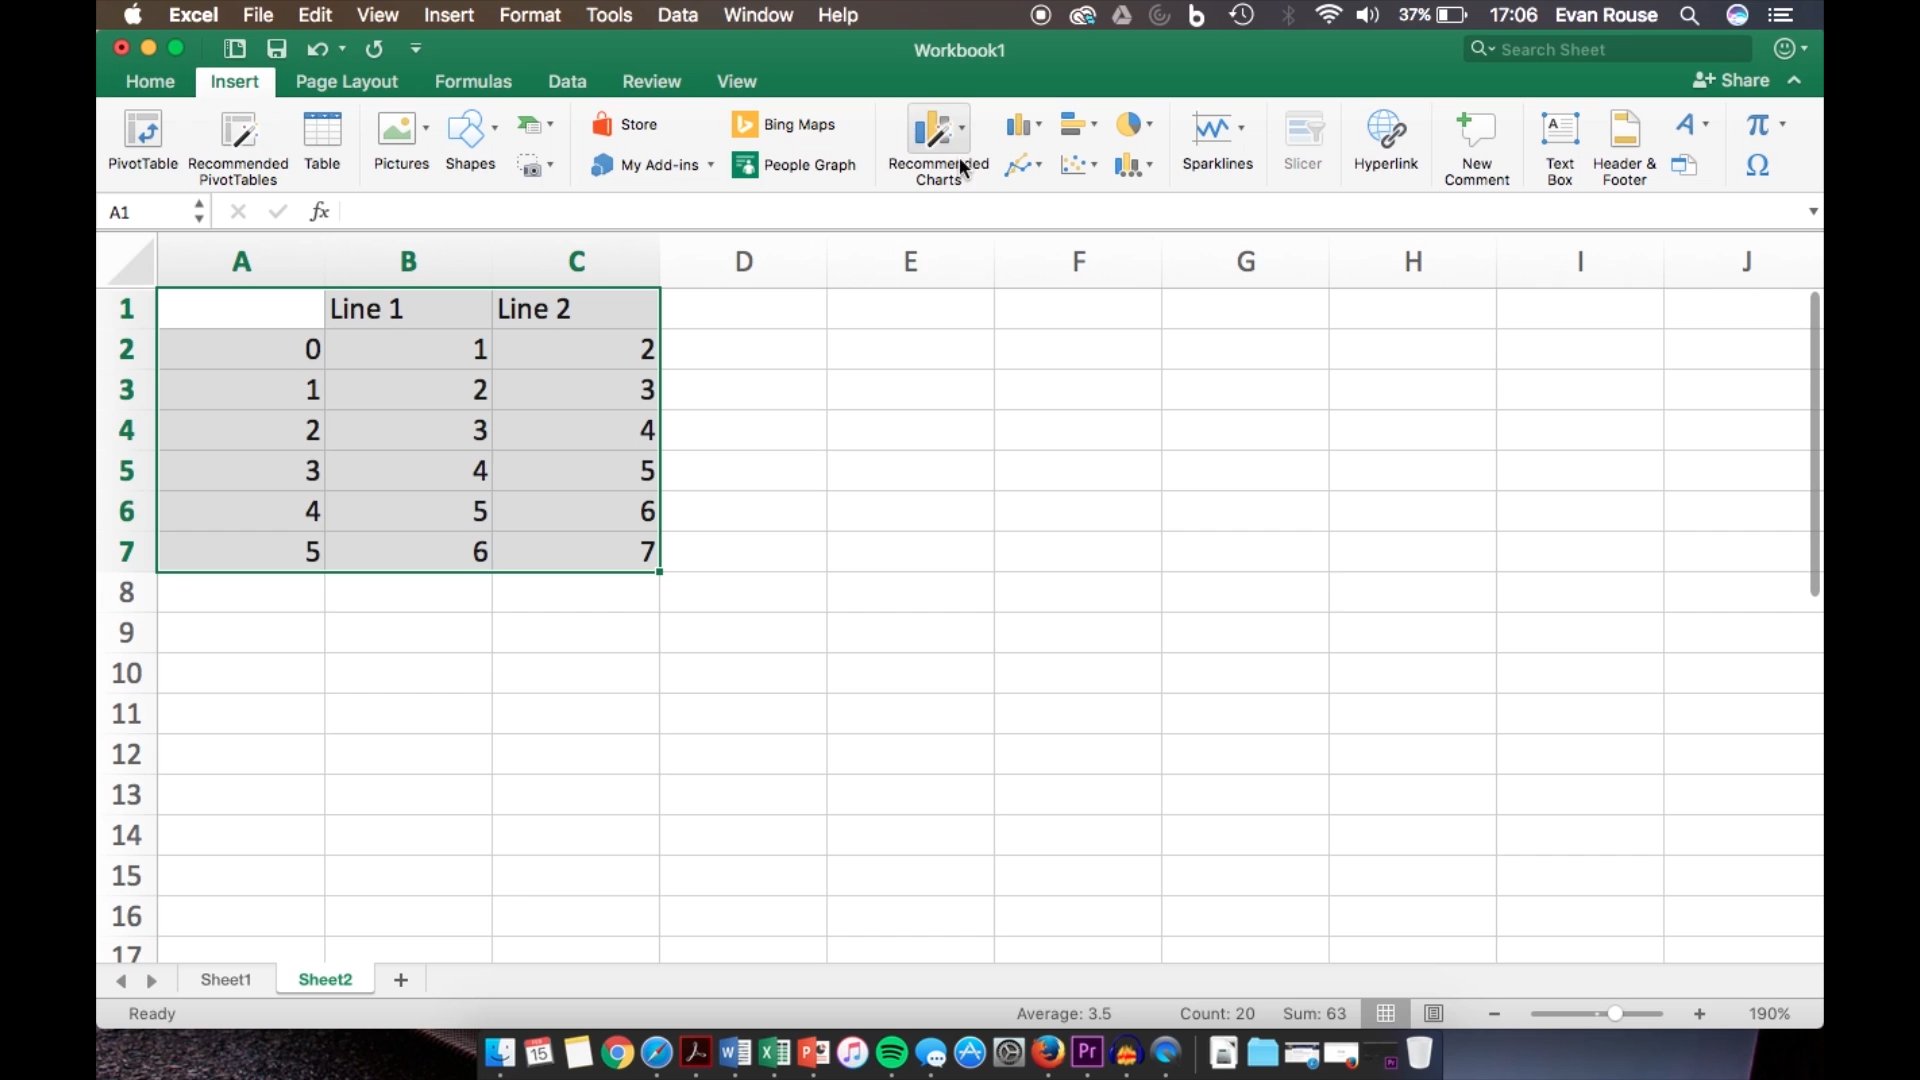 Excel File Edit View Insert Format Tools Data Window Help 37% 17:06 Evan Rouse
Workbook1
Search Sheet
Home Insert Page Layout Formulas Data Review View Share
PivotTable
Recommended PivotTables
Table
Pictures
Shapes
Store
My Add-ins
Bing Maps
People Graph
Recommended Charts
Sparklines
Slicer
Hyperlink
New Comment
Text Box
Header & Footer
A1 fx
A B C D E F G H I J
1 Line 1 Line 2
2 0 1 2
3 1 2 3
4 2 3 4
5 3 4 5
6 4 5 6
7 5 6 7
8
9
10
11
12
13
14
15
16
17
Sheet1 Sheet2 +
Ready Average: 3.5 Count: 20 Sum: 63 190%
15